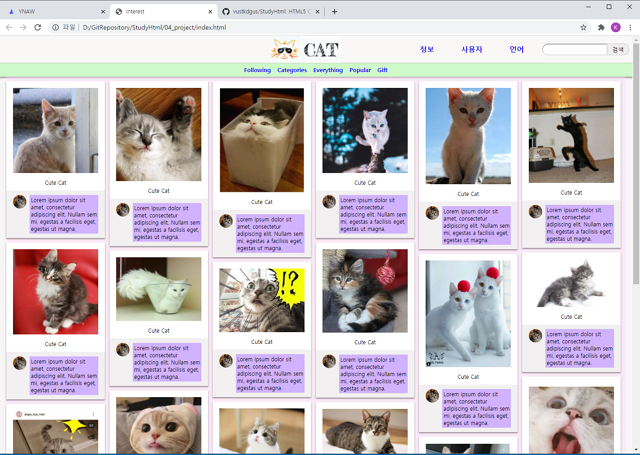 YNAW
Interest
vustkdgus/StudyHtml: HTML5 C
파일 | D:/GitRepository/StudyHtml/04_project/index.html
CAT
정보 사용자 언어 검색
Following Categories Everything Popular Gift
Cute Cat
Lorem ipsum dolor sit
amet, consectetur
adipiscing elit. Nullam sem
mi, egestas a facilisis eget,
egestas ut magna.
Cute Cat
Lorem ipsum dolor sit
amet, consectetur
adipiscing elit. Nullam sem
mi, egestas a facilisis eget,
egestas ut magna.
Cute Cat
Lorem ipsum dolor sit
amet, consectetur
adipiscing elit. Nullam sem
mi, egestas a facilisis eget,
egestas ut magna.
Cute Cat
Lorem ipsum dolor sit
amet, consectetur
adipiscing elit. Nullam sem
mi, egestas a facilisis eget,
egestas ut magna.
Cute Cat
Lorem ipsum dolor sit
amet, consectetur
adipiscing elit. Nullam sem
mi, egestas a facilisis eget,
egestas ut magna.
Cute Cat
Lorem ipsum dolor sit
amet, consectetur
adipiscing elit. Nullam sem
mi, egestas a facilisis eget,
egestas ut magna.
Cute Cat
Lorem ipsum dolor sit
amet, consectetur
adipiscing elit. Nullam sem
mi, egestas a facilisis eget,
egestas ut magna.
Cute Cat
Lorem ipsum dolor sit
amet, consectetur
adipiscing elit. Nullam sem
mi, egestas a facilisis eget,
egestas ut magna.
!?
Cute Cat
Lorem ipsum dolor sit
amet, consectetur
adipiscing elit. Nullam sem
mi, egestas a facilisis eget,
egestas ut magna.
Cute Cat
Lorem ipsum dolor sit
amet, consectetur
adipiscing elit. Nullam sem
mi, egestas a facilisis eget,
egestas ut magna.
Cute Cat
Lorem ipsum dolor sit
amet, consectetur
adipiscing elit. Nullam sem
mi, egestas a facilisis eget,
egestas ut magna.
Cute Cat
Lorem ipsum dolor sit
amet, consectetur
adipiscing elit. Nullam sem
mi, egestas a facilisis eget,
egestas ut magna.